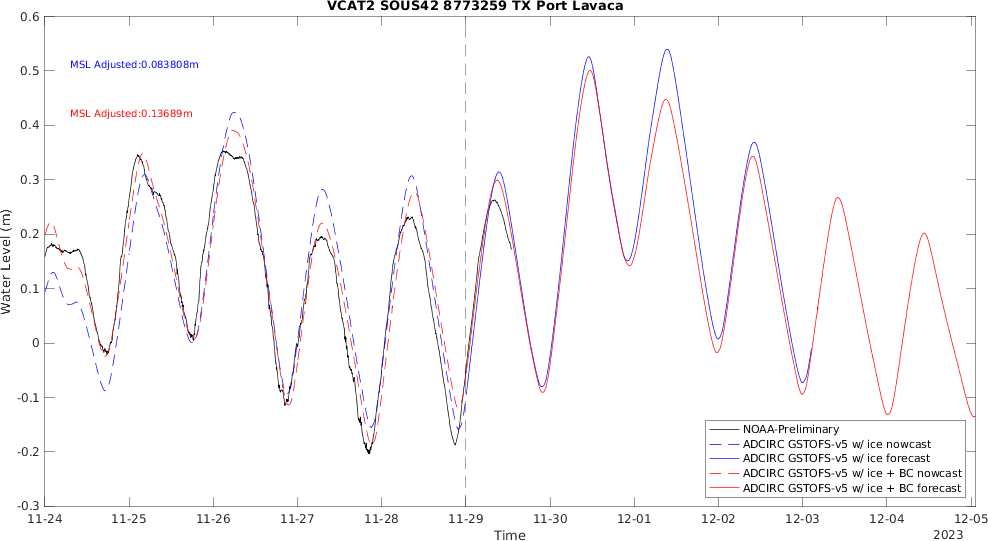 VCAT2 SOUS42 8773259 TX Port Lavaca
MSL Adjusted:0.083808m
MSL Adjusted:0.13689m
Water Level (m)
0.6
0.5
0.4
0.3
0.2
0.1
0
-0.1
-0.2
-0.3
NOAA-Preliminary
ADCIRC GSTOFS-v5 w/ ice nowcast
ADCIRC GSTOFS-v5 w/ ice forecast
ADCIRC GSTOFS-v5 w/ ice + BC nowcast
ADCIRC GSTOFS-v5 w/ ice + BC forecast
11-24 11-25 11-26 11-27 11-28 11-29 11-30 12-01 12-02 12-03 12-04 12-05
Time
2023